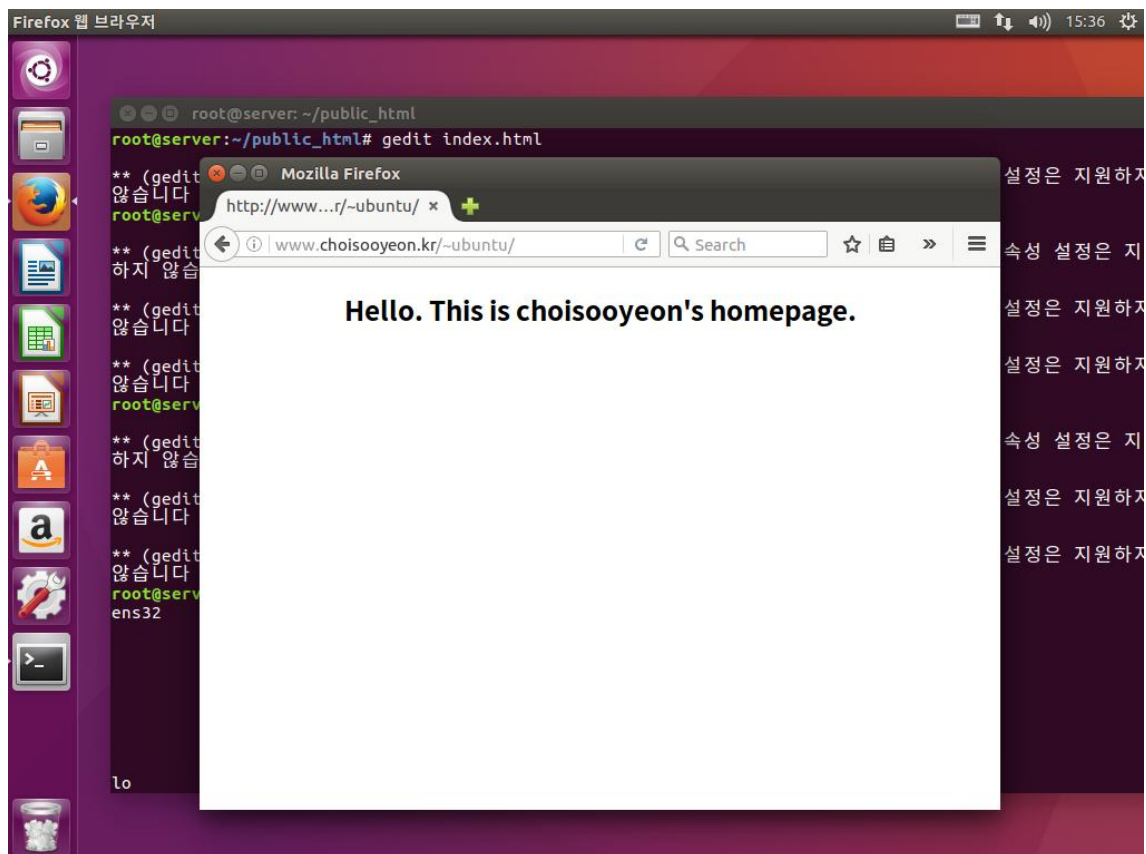 Firefox 웹 브라우저
15:36
root@server: ~/public_html
root@server:~/public_html# gedit index.html
** (gedit
설정은 지원하지
않습니다
root@serv
** (gedit
속성 설정은 지
하지 않습
** (gedit
설정은 지원하지
않습니다
** (gedit
설정은 지원하지
않습니다
root@serv
** (gedit
속성 설정은 지
하지 않습
** (gedit
설정은 지원하지
않습니다
** (gedit
설정은 지원하지
않습니다
root@serv
ens32
lo
Mozilla Firefox
http://www...r/~ubuntu/
www.choisooyeon.kr/~ubuntu/
Search
Hello. This is choisooyeon's homepage.